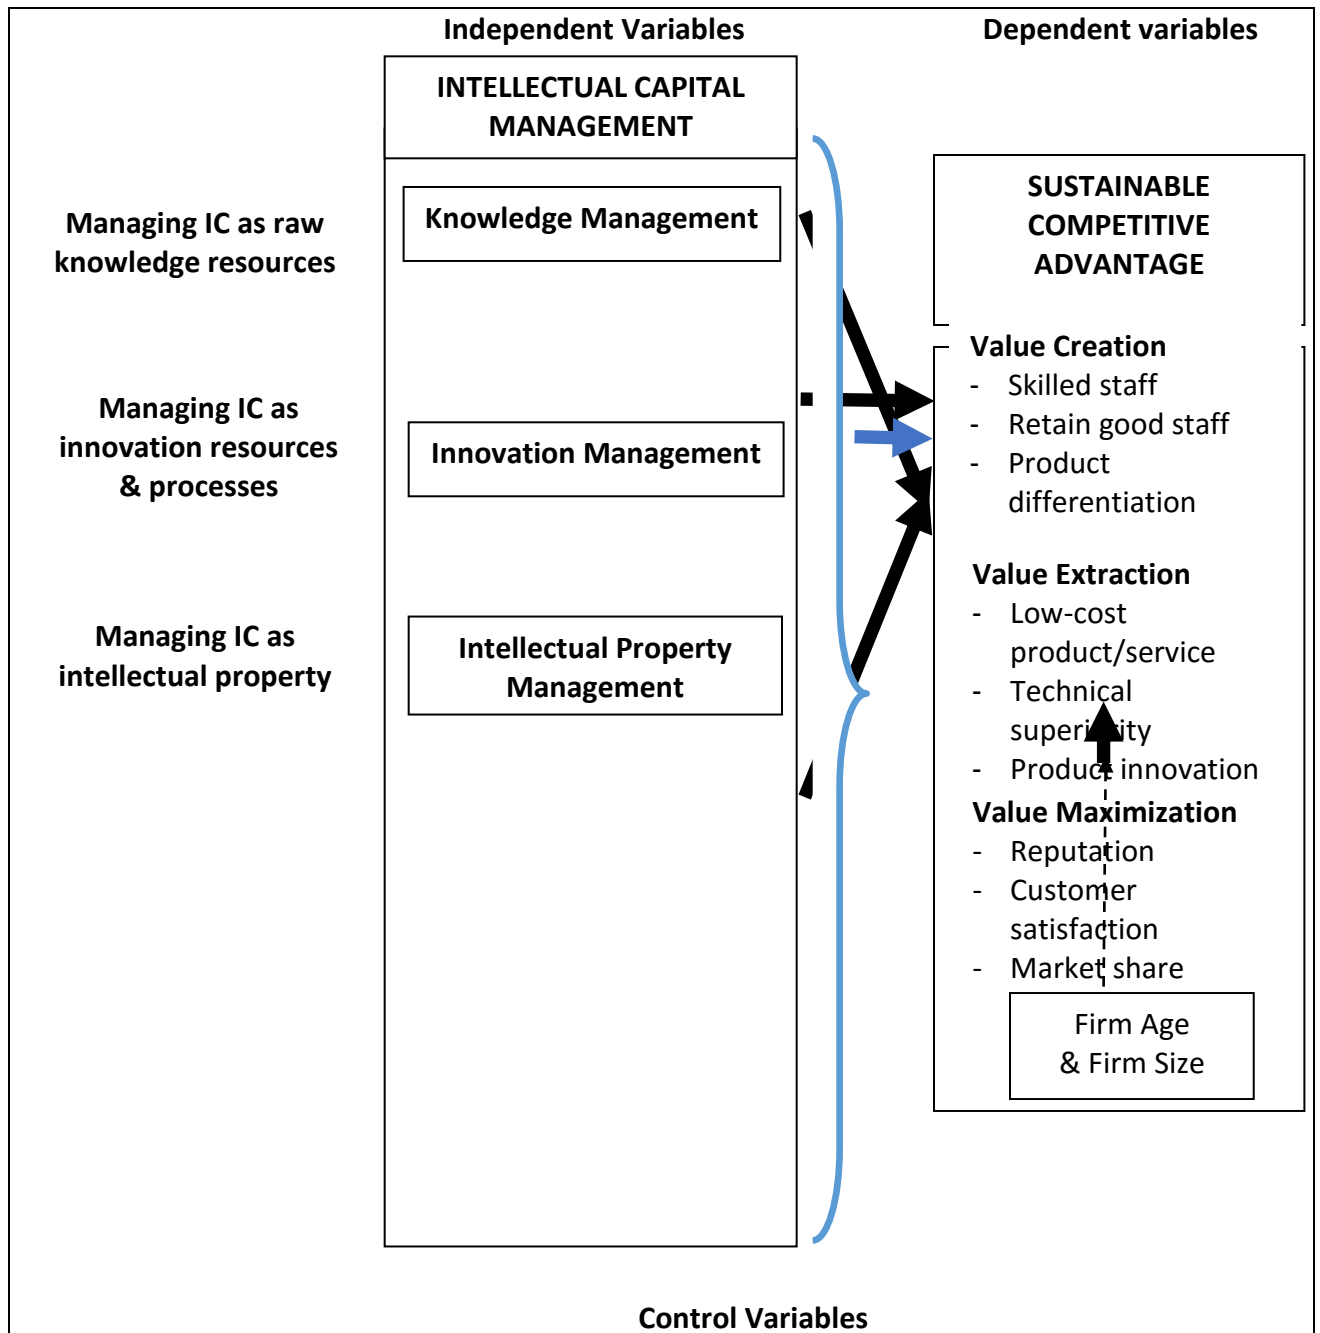 Independent Variables
Dependent variables
INTELLECTUAL CAPITAL
MANAGEMENT
Managing IC as raw
knowledge resources
Knowledge Management
Managing IC as
innovation resources
& processes
Innovation Management
Managing IC as
intellectual property
Intellectual Property
Management
SUSTAINABLE
COMPETITIVE
ADVANTAGE
Value Creation
- Skilled staff
- Retain good staff
- Product
differentiation
Value Extraction
- Low-cost
product/service
- Technical
superiority
- Product innovation
Value Maximization
- Reputation
- Customer
satisfaction
- Market share
Firm Age
& Firm Size
Control Variables